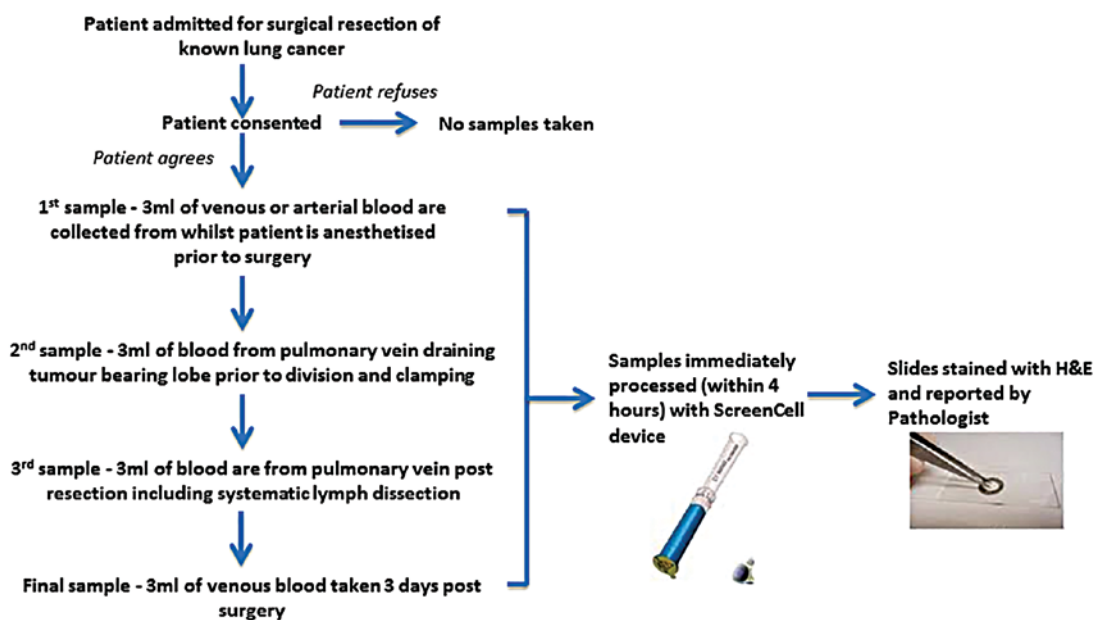 Patient admitted for surgical resection of
known lung cancer
Patient refuses
Patient consented
No samples taken
Patient agrees
1st sample - 3ml of venous or arterial blood are
collected from whilst patient is anesthetised
prior to surgery
2nd sample - 3ml of blood from pulmonary vein draining
tumour bearing lobe prior to division and clamping
3rd sample - 3ml of blood are from pulmonary vein post
resection including systematic lymph dissection
Final sample - 3ml of venous blood taken 3 days post
surgery
Samples immediately
processed (within 4
hours) with ScreenCell
device
Slides stained with H&E
and reported by
Pathologist